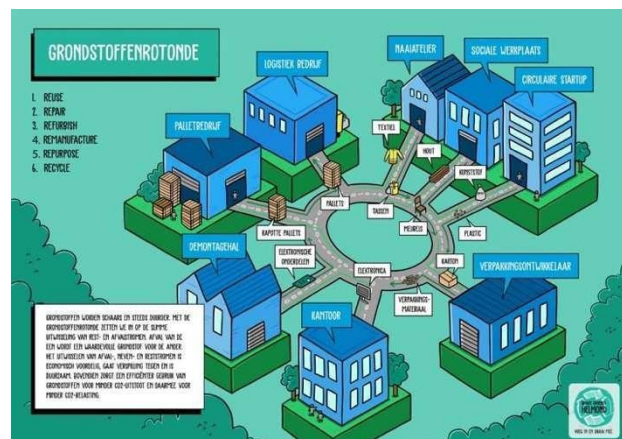 GRONDSTOFFENROTONDE
1. REUSE
2. REPAIR
3. REFURBISH
4. REMANUFACTURE
5. REPURPOSE
6. RECYCLE
LOGISTIEK BEDRIJF
NAAIATELIER
SOCIALE WERKPLAATS
CIRCULAIRE STARTUP
PALLETBEDRIJF
TEXTIEL
HOUT
KUNSTSTOF
PALLETS
TASSEN
MEUBELS
PLASTIC
KAPOTTE PALLETS
DEMONTAGEHAL
ELEKTRONISCHE
ONDERDELEN
ELEKTRONICA
KARTON
VERPAKKINGS-
MATERIAAL
VERPAKKINGSONTWIKKELAAR
KANTOOR
GRONDSTOFFEN WORDEN SCHAARS EN STEEDS DUURDER. MET DE
GRONDSTOFFENROTONDE ZETTEN WE IN OP DE SLIMME
UITWISSELING VAN REST- EN AFVALSTROMEN. AFVAL VAN DE
EEN WORDT EEN WAARDEVOLLE GRONDSTOF VOOR DE ANDER.
HET UITWISSELEN VAN AFVAL-, NEVEN- EN RESTSTROMEN IS
ECONOMISCH VOORDELIG, GAAT VERSPILLING TEGEN EN IS
DUURZAAM. BOVENDIEN ZORGT EEN EFFICIËNTER GEBRUIK VAN
GRONDSTOFFEN VOOR MINDER CO2-UITSTOOT EN DAARMEE VOOR
MINDER CO2-BELASTING.
HELMOND